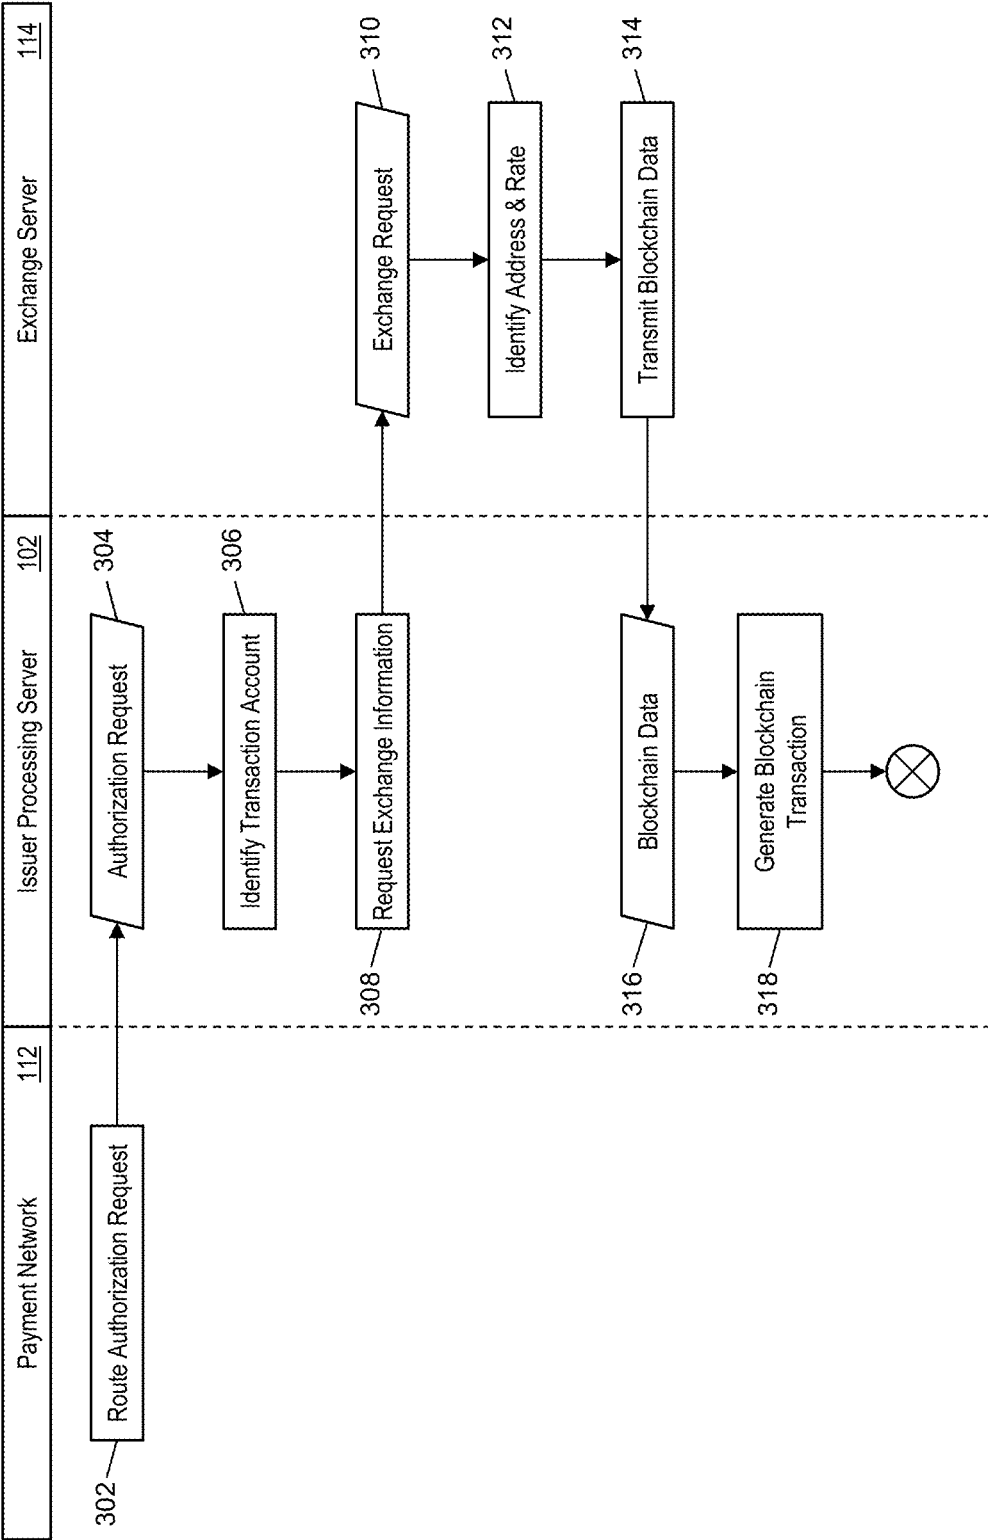 Payment Network 112
Issuer Processing Server 102
Exchange Server 114
302
Route Authorization Request
304
Authorization Request
306
Identify Transaction Account
308
Request Exchange Information
310
Exchange Request
312
Identify Address & Rate
314
Transmit Blockchain Data
316
Blockchain Data
318
Generate Blockchain
Transaction